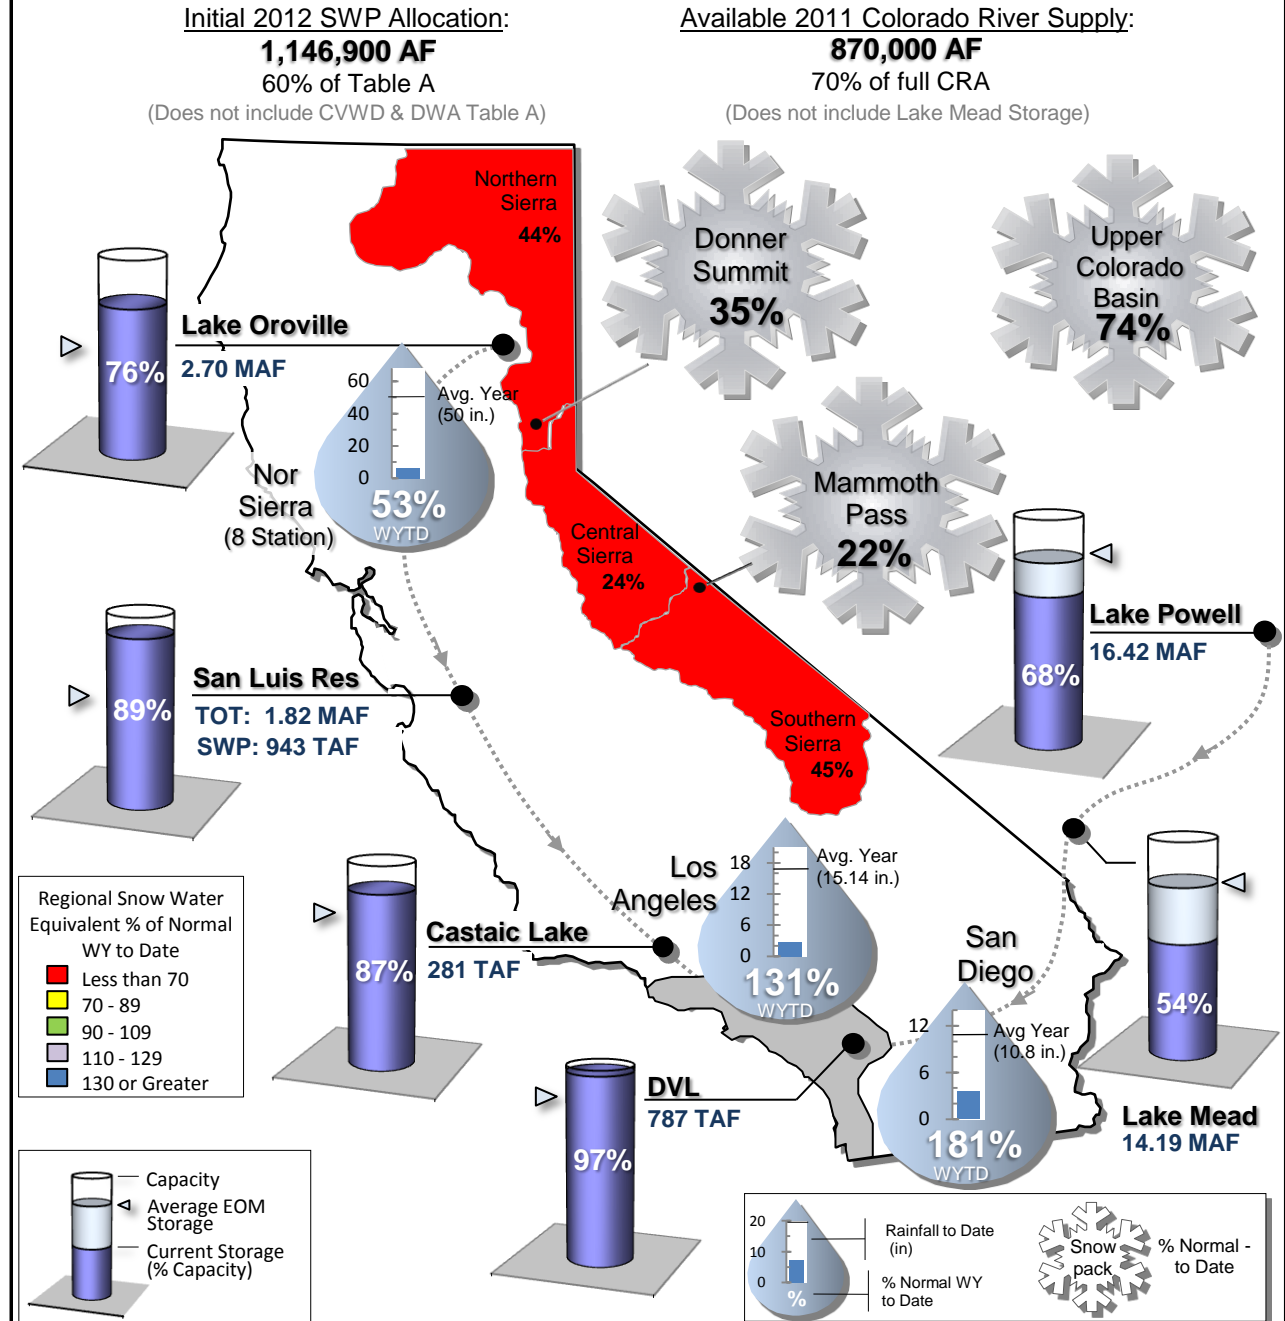 Initial 2012 SWP Allocation:
1,146,900 AF
60% of Table A
(Does not include CVWD & DWA Table A)
Available 2011 Colorado River Supply:
870,000 AF
70% of full CRA
(Does not include Lake Mead Storage)
Northern
Sierra
44%
Donner
Summit
35%
Upper
Colorado
Basin
74%
Lake Oroville
76%
2.70 MAF
60
40
20
0
Avg. Year
(50 in.)
53%
WYTD
Nor
Sierra
(8 Station)
Mammoth
Pass
22%
Central
Sierra
24%
Lake Powell
16.42 MAF
68%
San Luis Res
89%
TOT: 1.82 MAF
SWP: 943 TAF
Southern
Sierra
45%
Los
Angeles
18
12
6
0
Avg. Year
(15.14 in.)
131%
WYTD
Regional Snow Water
Equivalent % of Normal
WY to Date
Less than 70
70 - 89
90 - 109
110 - 129
130 or Greater
Castaic Lake
87%
281 TAF
San
Diego
12
6
0
Avg Year
(10.8 in.)
181%
WYTD
54%
Lake Mead
14.19 MAF
DVL
787 TAF
97%
Capacity
Average EOM
Storage
Current Storage
(% Capacity)
20
10
0
%
Rainfall to Date
(in)
% Normal WY
to Date
Snow
pack
% Normal -
to Date